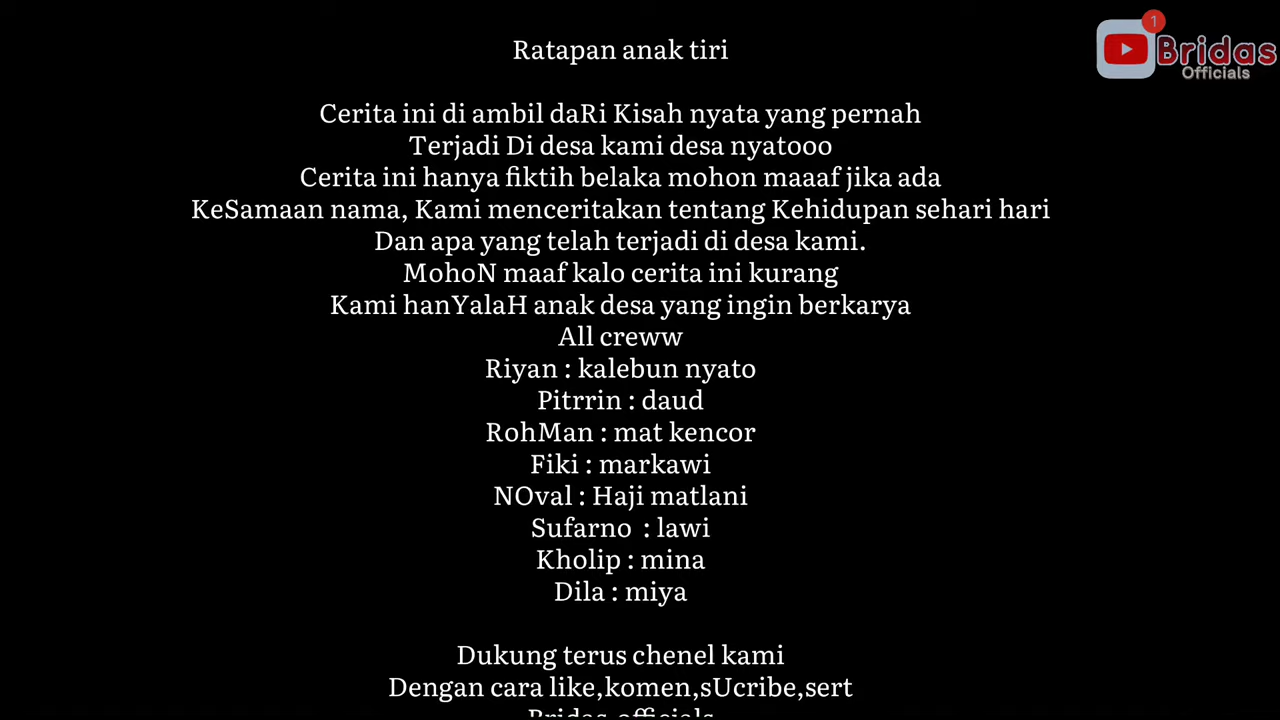 Ratapan anak tiri
1
Bridas
Officials
Cerita ini di ambil daRi Kisah nyata yang pernah
Terjadi Di desa kami desa nyatooo
Cerita ini hanya fiktih belaka mohon maaaf jika ada
KeSamaan nama, Kami menceritakan tentang Kehidupan sehari hari
Dan apa yang telah terjadi di desa kami.
MohoN maaf kalo cerita ini kurang
Kami hanYalaH anak desa yang ingin berkarya
All creww
Riyan : kalebun nyato
Pitrrin : daud
RohMan : mat kencor
Fiki : markawi
NOval : Haji matlani
Sufarno : lawi
Kholip : mina
Dila : miya
Dukung terus chenel kami
Dengan cara like,komen,sUcribe,sert
Bridas officials